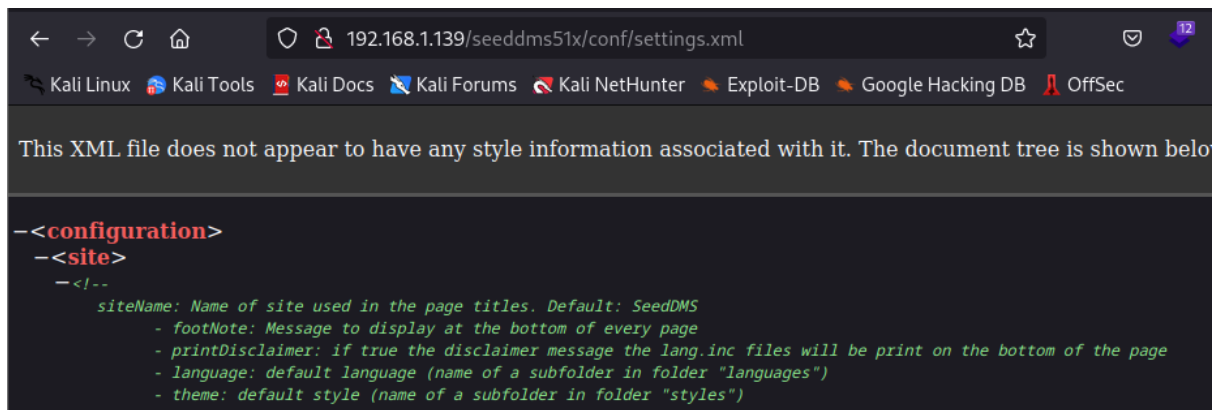 192.168.1.139/seeddms51x/conf/settings.xml
12
Kali Linux Kali Tools Kali Docs Kali Forums Kali NetHunter Exploit-DB Google Hacking DB OffSec
This XML file does not appear to have any style information associated with it. The document tree is shown belo
−<configuration>
−<site>
−<!--
siteName: Name of site used in the page titles. Default: SeedDMS
- footNote: Message to display at the bottom of every page
- printDisclaimer: if true the disclaimer message the lang.inc files will be print on the bottom of the page
- language: default language (name of a subfolder in folder "languages")
- theme: default style (name of a subfolder in folder "styles")